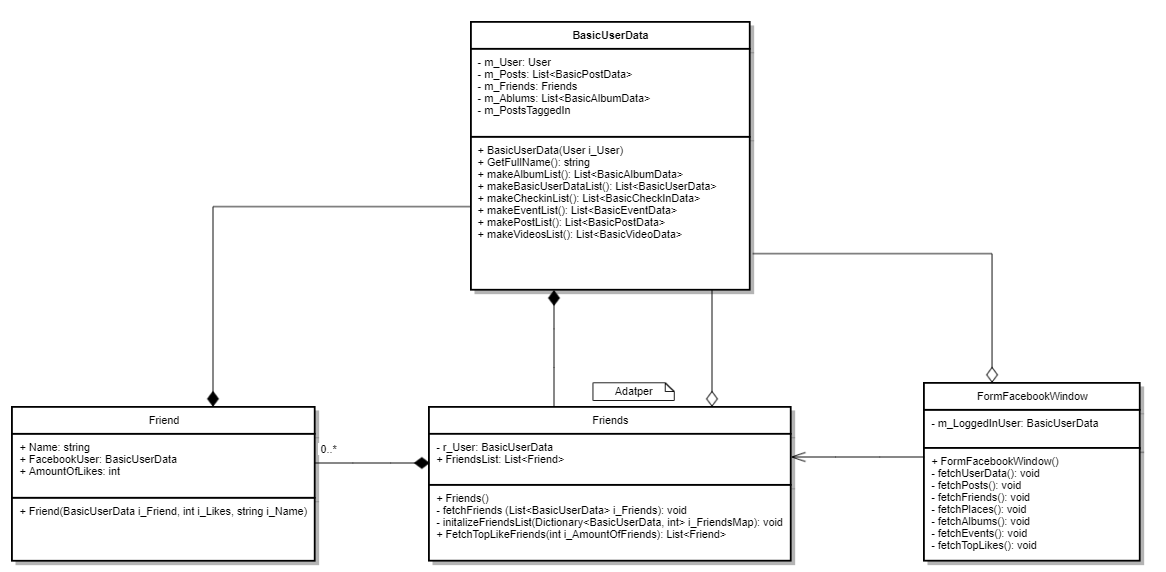 BasicUserData
- m_User: User
- m_Posts: List<BasicPostData>
- m_Friends: Friends
- m_Ablums: List<BasicAlbumData>
- m_PostsTaggedIn
+ BasicUserData(User i_User)
+ GetFullName(): string
+ makeAlbumList(): List<BasicAlbumData>
+ makeBasicUserDataList(): List<BasicUserData>
+ makeCheckinList(): List<BasicCheckInData>
+ makeEventList(): List<BasicEventData>
+ makePostList(): List<BasicPostData>
+ makeVideosList(): List<BasicVideoData>
Friend
+ Name: string
+ FacebookUser: BasicUserData
+ AmountOfLikes: int
+ Friend(BasicUserData i_Friend, int i_Likes, string i_Name)
0..*
Adatper
Friends
- r_User: BasicUserData
+ FriendsList: List<Friend>
+ Friends()
- fetchFriends (List<BasicUserData> i_Friends): void
- initalizeFriendsList(Dictionary<BasicUserData, int> i_FriendsMap): void
+ FetchTopLikeFriends(int i_AmountOfFriends): List<Friend>
FormFacebookWindow
- m_LoggedInUser: BasicUserData
+ FormFacebookWindow()
- fetchUserData(): void
- fetchPosts(): void
- fetchFriends(): void
- fetchPlaces(): void
- fetchAlbums(): void
- fetchEvents(): void
- fetchTopLikes(): void